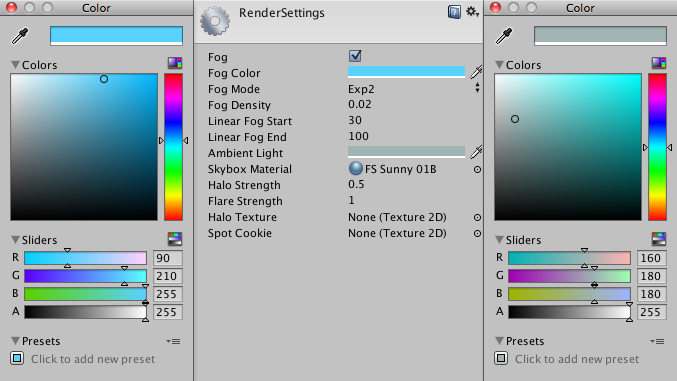 Color
Colors
Sliders
R 90
G 210
B 255
A 255
Presets
Click to add new preset
RenderSettings
Fog
Fog Color
Fog Mode Exp2
Fog Density 0.02
Linear Fog Start 30
Linear Fog End 100
Ambient Light
Skybox Material FS Sunny 01B
Halo Strength 0.5
Flare Strength 1
Halo Texture None (Texture 2D)
Spot Cookie None (Texture 2D)
Color
Colors
Sliders
R 160
G 180
B 180
A 255
Presets
Click to add new preset